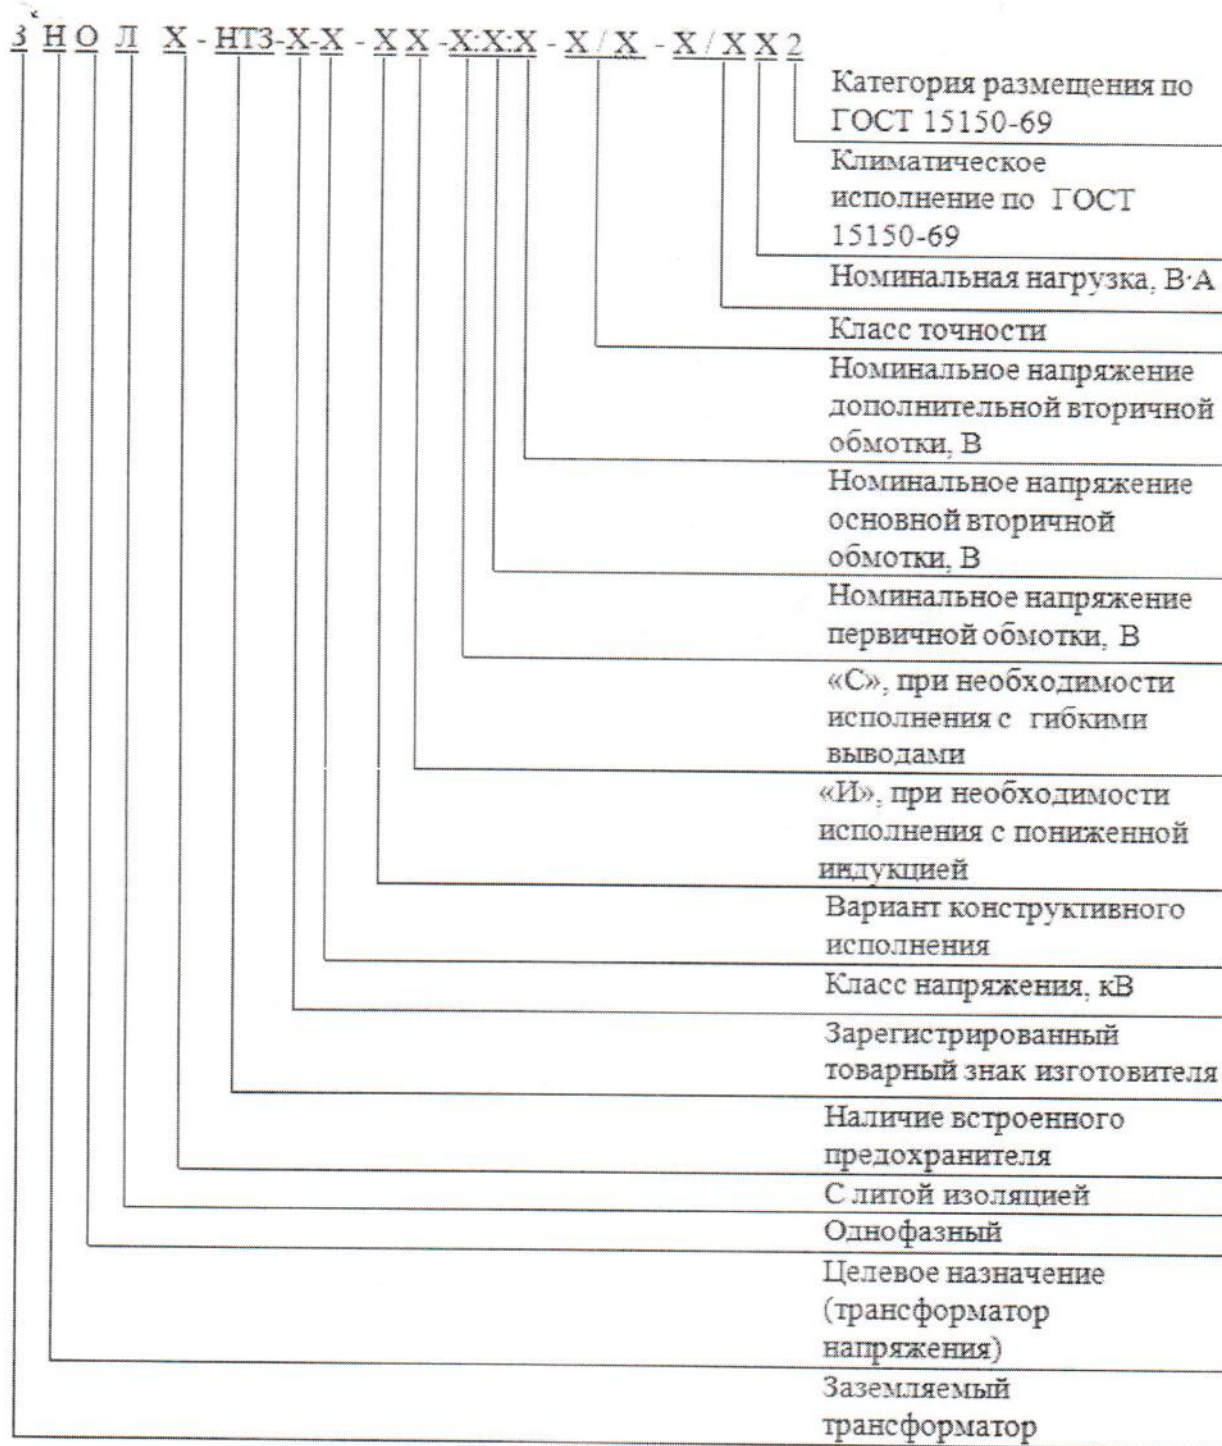 З Н О Л Х - НТЗ-Х-Х - Х Х -Х:Х:Х - Х / Х - Х / Х Х 2
Категория размещения по
ГОСТ 15150-69
Климатическое
исполнение по ГОСТ
15150-69
Номинальная нагрузка, В·А
Класс точности
Номинальное напряжение
дополнительной вторичной
обмотки, В
Номинальное напряжение
основной вторичной
обмотки, В
Номинальное напряжение
первичной обмотки, В
«С», при необходимости
исполнения с гибкими
выводами
«И», при необходимости
исполнения с пониженной
индукцией
Вариант конструктивного
исполнения
Класс напряжения, кВ
Зарегистрированный
товарный знак изготовителя
Наличие встроенного
предохранителя
С литой изоляцией
Однофазный
Целевое назначение
(трансформатор
напряжения)
Заземляемый
трансформатор